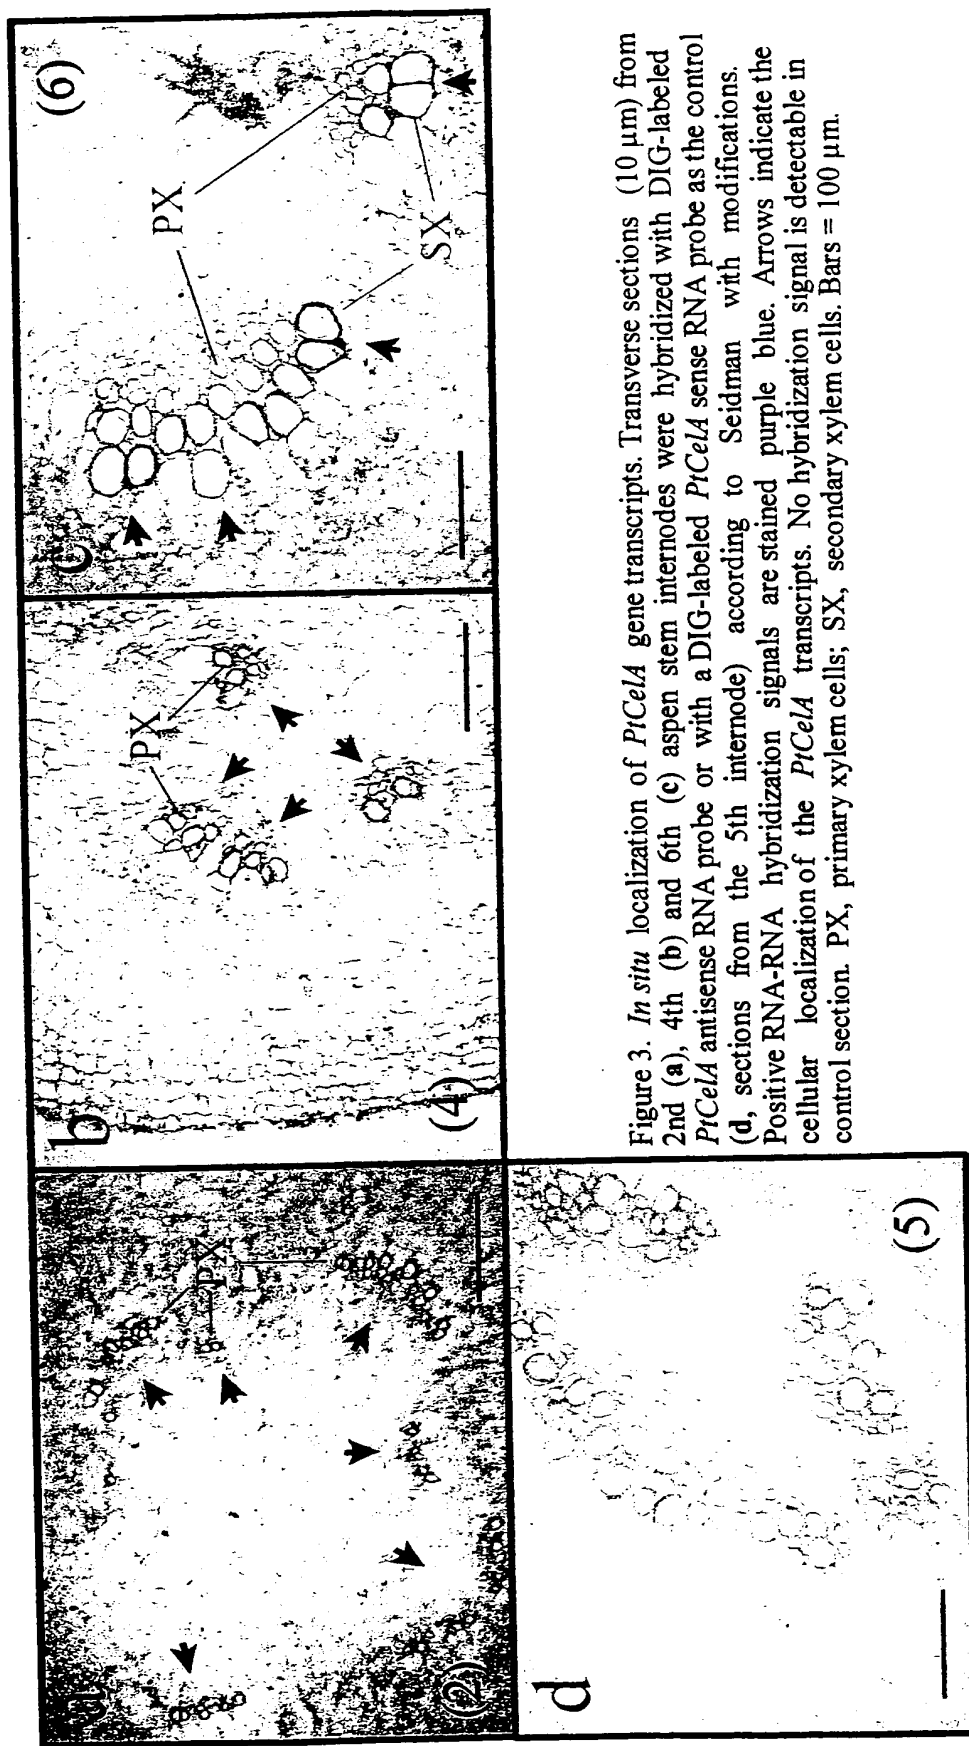 a
(2)
PX
b
(4)
PX
c
(6)
PX
SX
d
(5)
Figure 3. In situ localization of PtCelA gene transcripts. Transverse sections (10 μm) from
2nd (a), 4th (b) and 6th (c) aspen stem internodes were hybridized with DIG-labeled
PtCelA antisense RNA probe or with a DIG-labeled PtCelA sense RNA probe as the control
(d, sections from the 5th internode) according to Seidman with modifications.
Positive RNA-RNA hybridization signals are stained purple blue. Arrows indicate the
cellular localization of the PtCelA transcripts. No hybridization signal is detectable in
control section. PX, primary xylem cells; SX, secondary xylem cells. Bars = 100 μm.